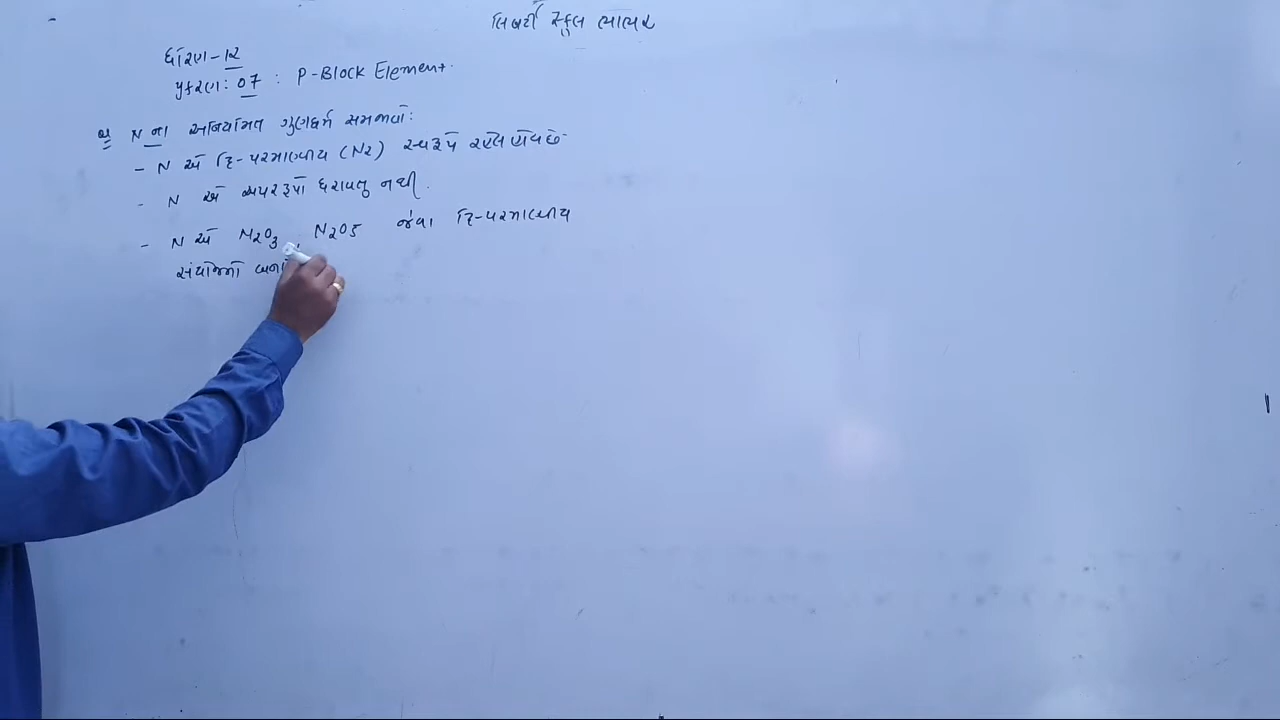 લિબર્ટી સ્કુલ ભાભર
ધોરણ-12
પ્રકરણ: 07 : P-Block Element.
N ના અનિયમિત ગુણધર્મ સમજાવો:
- N એ દ્વિ-પરમાણ્વીય (N2) સ્વરૂપે
- N એ અપરરૂપો ધરાવતુ નથી.
- N એ N2O3, N2O5 જેવા દ્વિ-પરમાણ્વીય
સંયોજનો બના